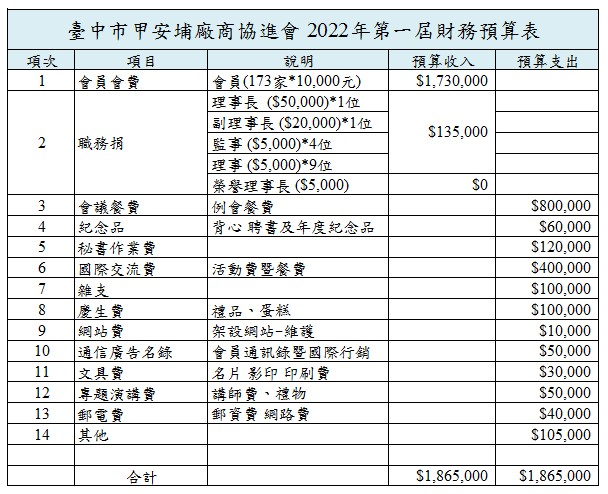 臺中市甲安埔廠商協進會 2022年第一屆財務預算表
項次 項目 說明 預算收入 預算支出
1 會員會費 會員(173家*10,000元) $1,730,000
2 職務捐 理事長 ($50,000)*1位 $135,000
副理事長 ($20,000)*1位
監事 ($5,000)*4位
理事 ($5,000)*9位
榮譽理事長 ($5,000) $0
3 會議餐費 例會餐費 $800,000
4 紀念品 背心 聘書及年度紀念品 $60,000
5 秘書作業費 $120,000
6 國際交流費 活動費暨餐費 $400,000
7 雜支 $100,000
8 慶生費 禮品、蛋糕 $100,000
9 網站費 架設網站-維護 $10,000
10 通信廣告名錄 會員通訊錄暨國際行銷 $50,000
11 文具費 名片 影印 印刷費 $30,000
12 專題演講費 講師費、禮物 $50,000
13 郵電費 郵資費 網路費 $40,000
14 其他 $105,000
合計 $1,865,000 $1,865,000